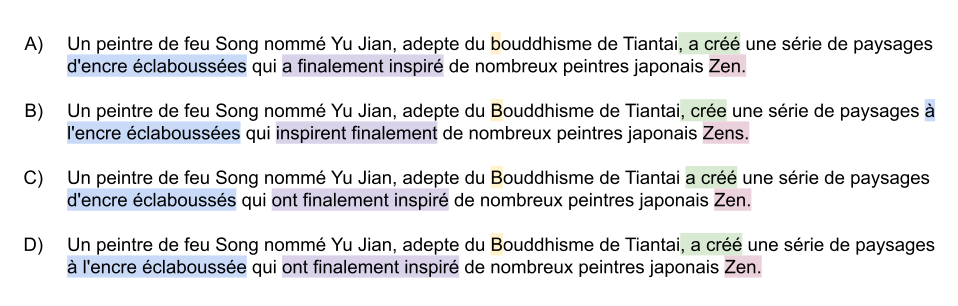 A) Un peintre de feu Song nommé Yu Jian, adepte du bouddhisme de Tiantai, a créé une série de paysages
d'encre éclaboussées qui a finalement inspiré de nombreux peintres japonais Zen.
B) Un peintre de feu Song nommé Yu Jian, adepte du Bouddhisme de Tiantai, crée une série de paysages à
l'encre éclaboussées qui inspirent finalement de nombreux peintres japonais Zens.
C) Un peintre de feu Song nommé Yu Jian, adepte du Bouddhisme de Tiantai a créé une série de paysages
d'encre éclaboussés qui ont finalement inspiré de nombreux peintres japonais Zen.
D) Un peintre de feu Song nommé Yu Jian, adepte du Bouddhisme de Tiantai, a créé une série de paysages
à l'encre éclaboussée qui ont finalement inspiré de nombreux peintres japonais Zen.